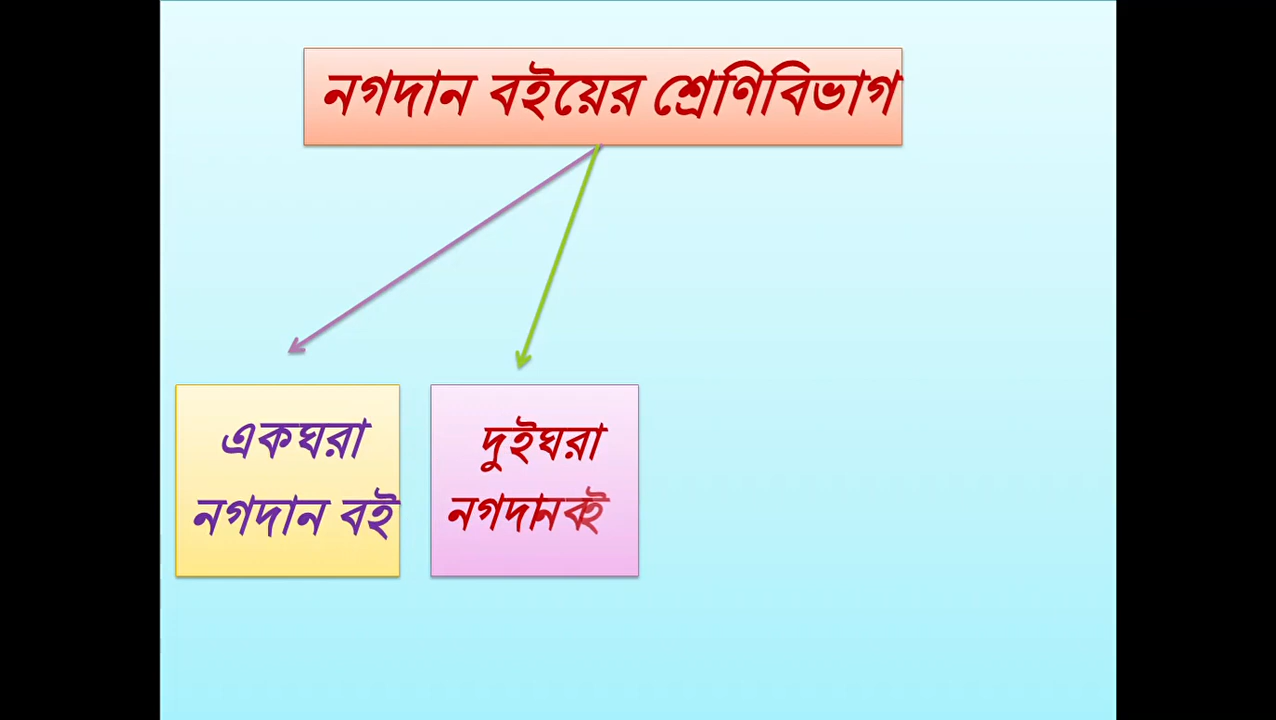 নগদান বইয়ের শ্রেণিবিভাগ
একঘরা
নগদান বই
দুইঘরা
নগদান বই